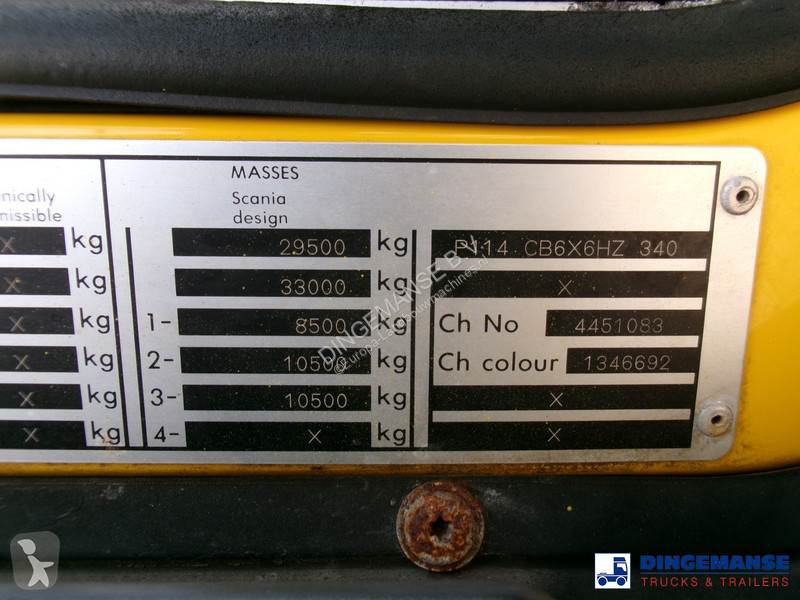 MASSES
nically
missible
Scania
design
X kg
29500 kg
P114 CB6X6HZ 340
X kg
33000 kg
X
X kg
1- 8500 kg
Ch No 4451083
X kg
2- 10500 kg
Ch colour 1346692
X kg
3- 10500 kg
X
X kg
4- X kg
X
DINGEMANSE BV
DINGEMANSE
TRUCKS & TRAILERS